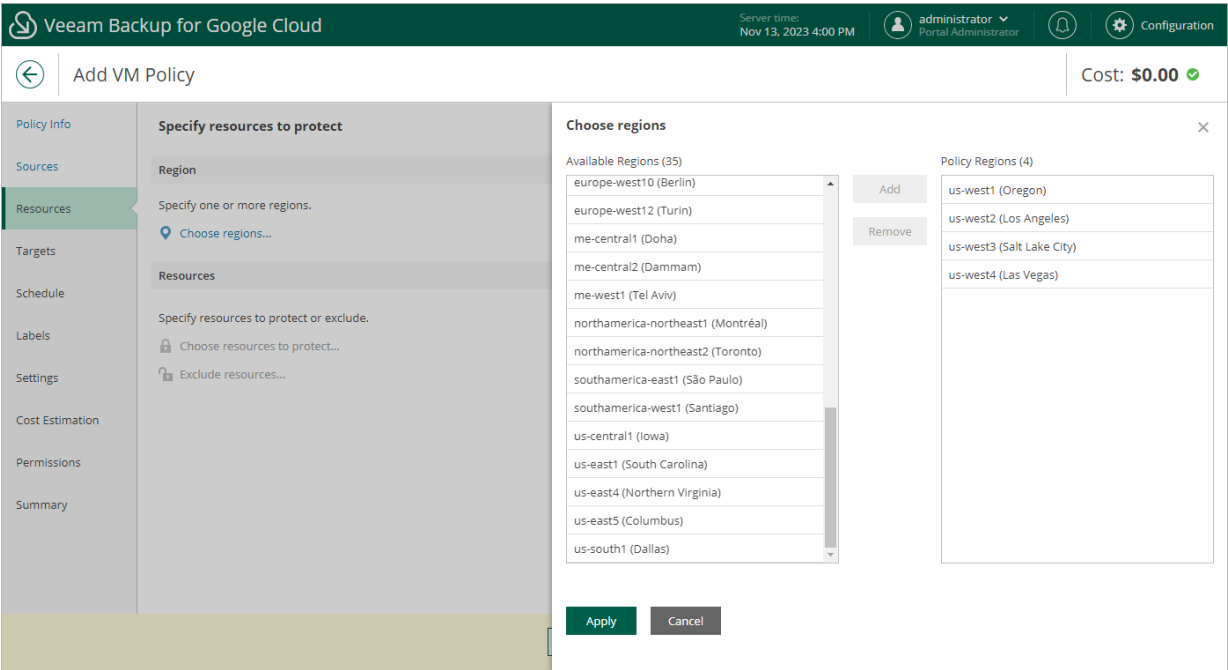 Veeam Backup for Google Cloud
Server time:
Nov 13, 2023 4:00 PM
administrator
Portal Administrator
Configuration
Add VM Policy
Cost: $0.00
Policy Info
Sources
Resources
Targets
Schedule
Labels
Settings
Cost Estimation
Permissions
Summary
Specify resources to protect
Region
Specify one or more regions.
Choose regions...
Resources
Specify resources to protect or exclude.
Choose resources to protect...
Exclude resources...
Choose regions
Available Regions (35)
europe-west10 (Berlin)
europe-west12 (Turin)
me-central1 (Doha)
me-central2 (Dammam)
me-west1 (Tel Aviv)
northamerica-northeast1 (Montréal)
northamerica-northeast2 (Toronto)
southamerica-east1 (São Paulo)
southamerica-west1 (Santiago)
us-central1 (Iowa)
us-east1 (South Carolina)
us-east4 (Northern Virginia)
us-east5 (Columbus)
us-south1 (Dallas)
Add
Remove
Policy Regions (4)
us-west1 (Oregon)
us-west2 (Los Angeles)
us-west3 (Salt Lake City)
us-west4 (Las Vegas)
Apply
Cancel